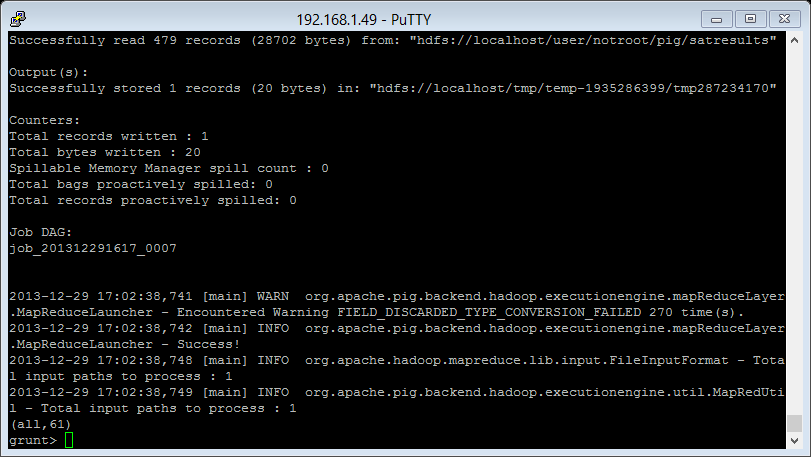 192.168.1.49 - PuTTY
Successfully read 479 records (28702 bytes) from: "hdfs://localhost/user/notroot/pig/satresults"
Output(s):
Successfully stored 1 records (20 bytes) in: "hdfs://localhost/tmp/temp-1935286399/tmp287234170"
Counters:
Total records written : 1
Total bytes written : 20
Spillable Memory Manager spill count : 0
Total bags proactively spilled: 0
Total records proactively spilled: 0
Job DAG:
job_201312291617_0007
2013-12-29 17:02:38,741 [main] WARN  org.apache.pig.backend.hadoop.executionengine.mapReduceLayer
.MapReduceLauncher - Encountered Warning FIELD_DISCARDED_TYPE_CONVERSION_FAILED 270 time(s).
2013-12-29 17:02:38,742 [main] INFO  org.apache.pig.backend.hadoop.executionengine.mapReduceLayer
.MapReduceLauncher - Success!
2013-12-29 17:02:38,748 [main] INFO  org.apache.hadoop.mapreduce.lib.input.FileInputFormat - Tota
l input paths to process : 1
2013-12-29 17:02:38,749 [main] INFO  org.apache.pig.backend.hadoop.executionengine.util.MapRedUti
l - Total input paths to process : 1
(all,61)
grunt>